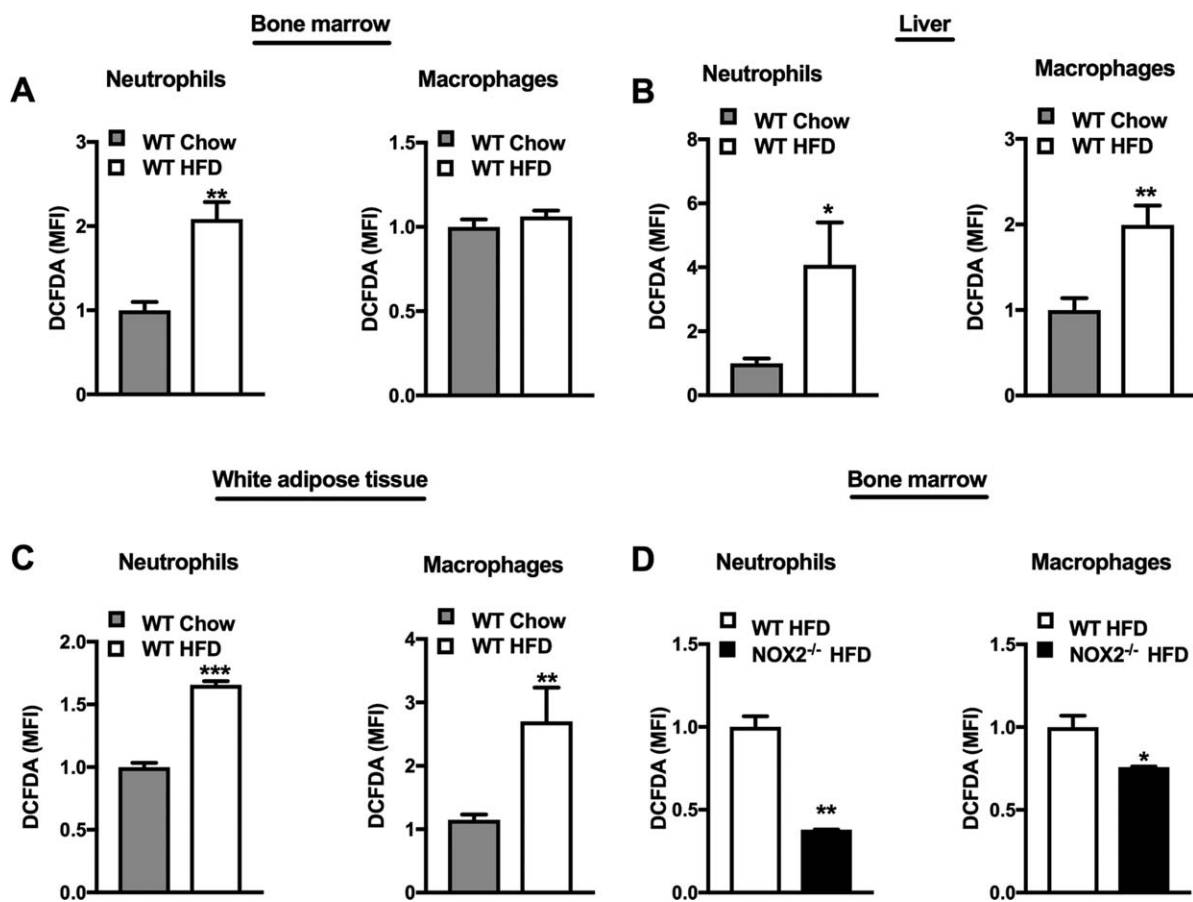 Bone marrow
A
Neutrophils
WT Chow
WT HFD
DCFDA (MFI)
3
2
1
0
**
Macrophages
WT Chow
WT HFD
DCFDA (MFI)
1.5
1.0
0.5
0.0
Liver
B
Neutrophils
WT Chow
WT HFD
DCFDA (MFI)
8
6
4
2
0
*
Macrophages
WT Chow
WT HFD
DCFDA (MFI)
3
2
1
0
**
White adipose tissue
C
Neutrophils
WT Chow
WT HFD
DCFDA (MFI)
2.0
1.5
1.0
0.5
0.0
***
Macrophages
WT Chow
WT HFD
DCFDA (MFI)
4
3
2
1
0
**
Bone marrow
D
Neutrophils
WT HFD
NOX2-/- HFD
DCFDA (MFI)
1.5
1.0
0.5
0.0
**
Macrophages
WT HFD
NOX2-/- HFD
DCFDA (MFI)
1.5
1.0
0.5
0.0
*